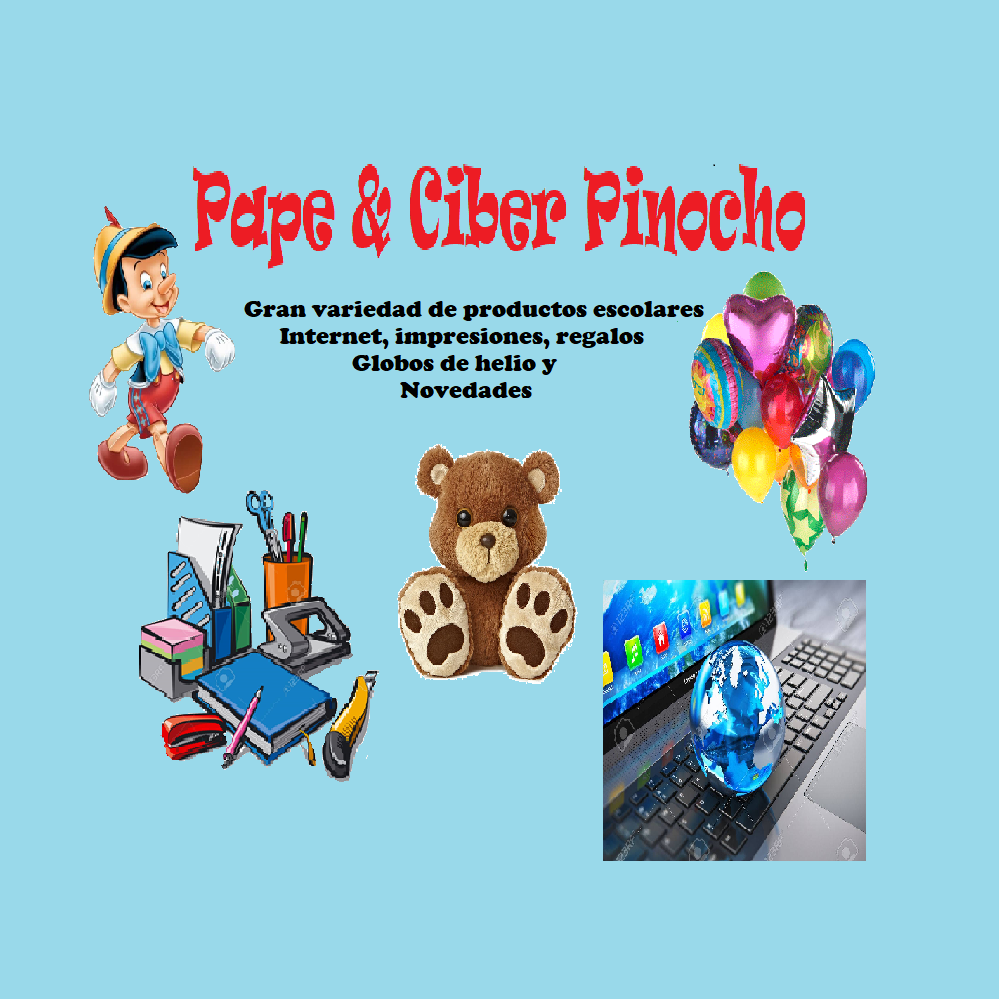 Pape & Ciber Pinocho
Gran variedad de productos escolares
Internet, impresiones, regalos
Globos de helio y
Novedades